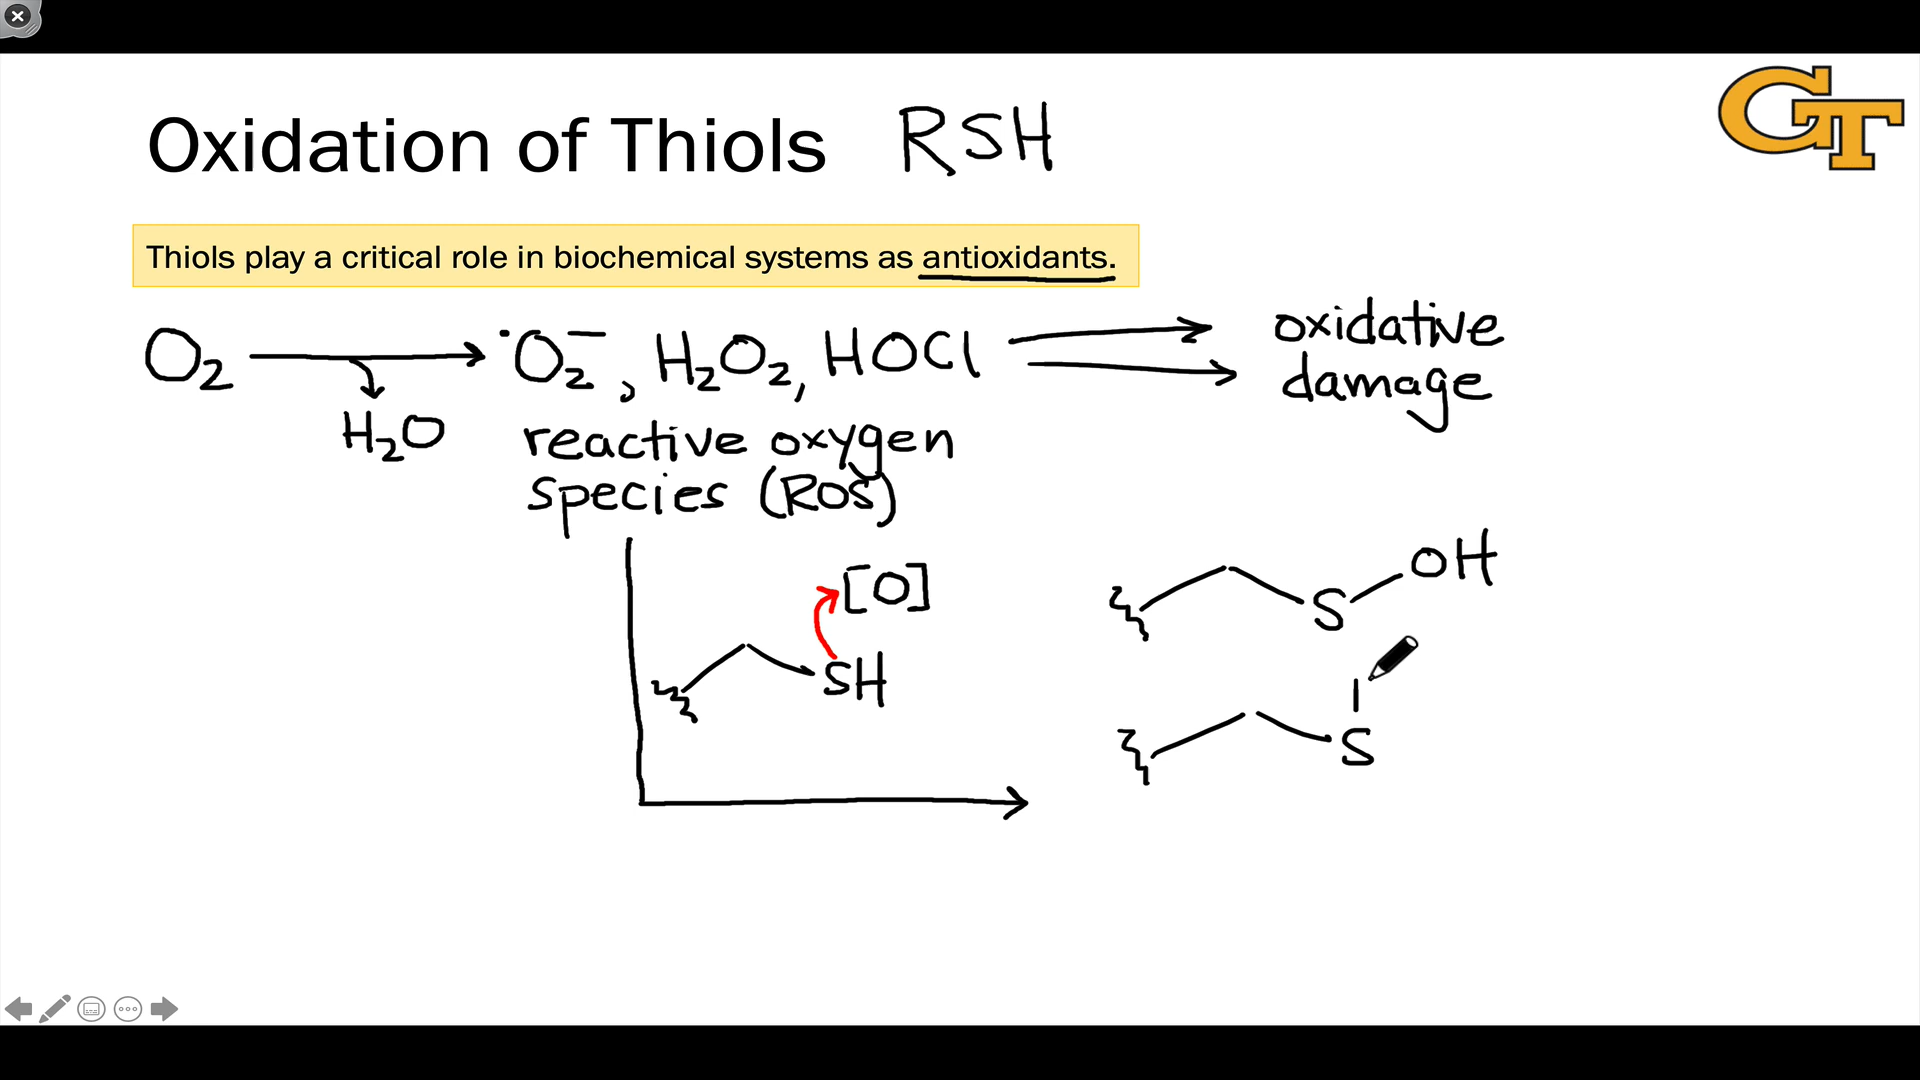 GT
Oxidation of Thiols RSH
Thiols play a critical role in biochemical systems as antioxidants.
O₂ → •O₂⁻, H₂O₂, HOCl → oxidative
damage
H₂O
reactive oxygen
species (ROS)
[O]
SH
S OH
S